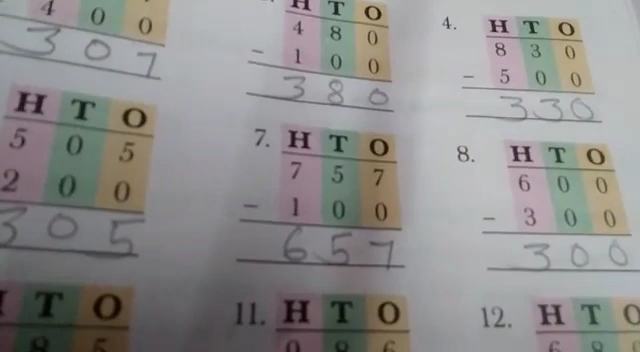 4 0 0
307
H T O
4 8 0
- 1 0 0
380
4. H T O
8 3 0
- 5 0 0
330
H T O
5 0 5
2 0 0
305
7. H T O
7 5 7
- 1 0 0
657
8. H T O
6 0 0
- 3 0 0
300
T O
8 5
11. H T O
12. H T O